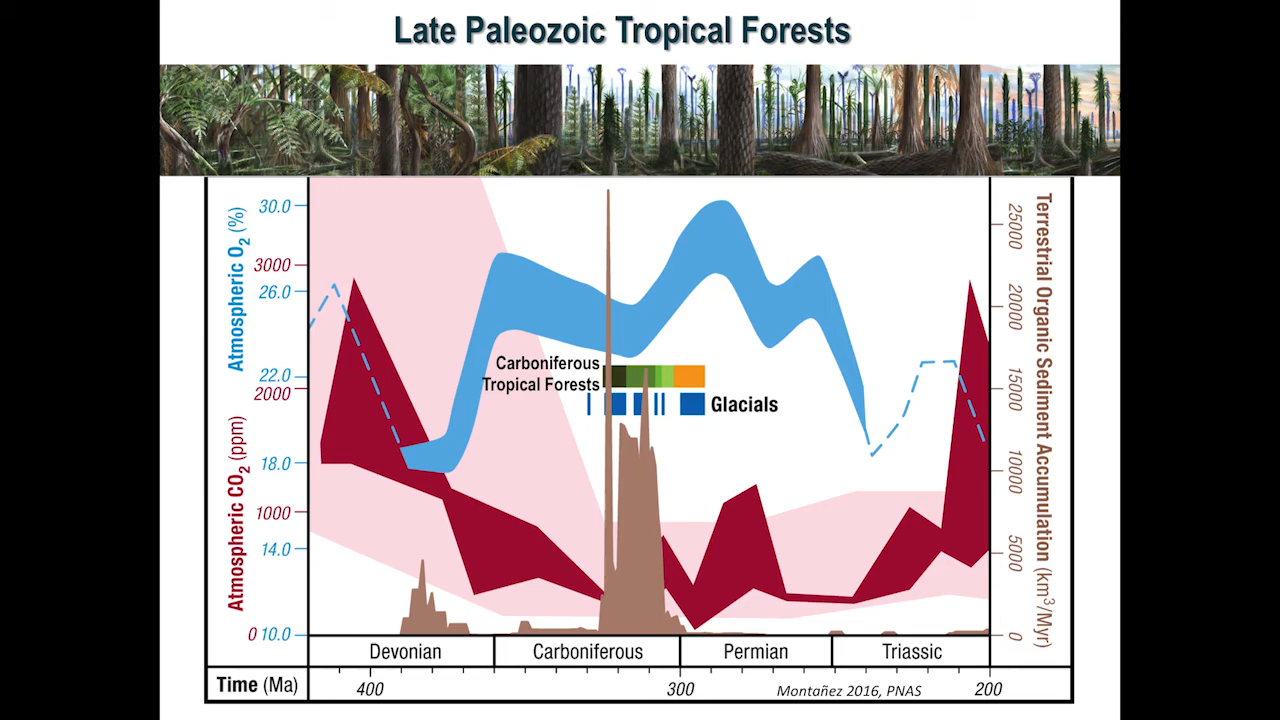 Late Paleozoic Tropical Forests
Atmospheric O2 (%)
30.0
3000
26.0
22.0
2000
18.0
1000
14.0
0 10.0
Atmospheric CO2 (ppm)
Carboniferous
Tropical Forests
Glacials
25000
20000
15000
10000
5000
0
Terrestrial Organic Sediment Accumulation (km3/Myr)
Devonian Carboniferous Permian Triassic
Time (Ma) 400 300 200
Montañez 2016, PNAS